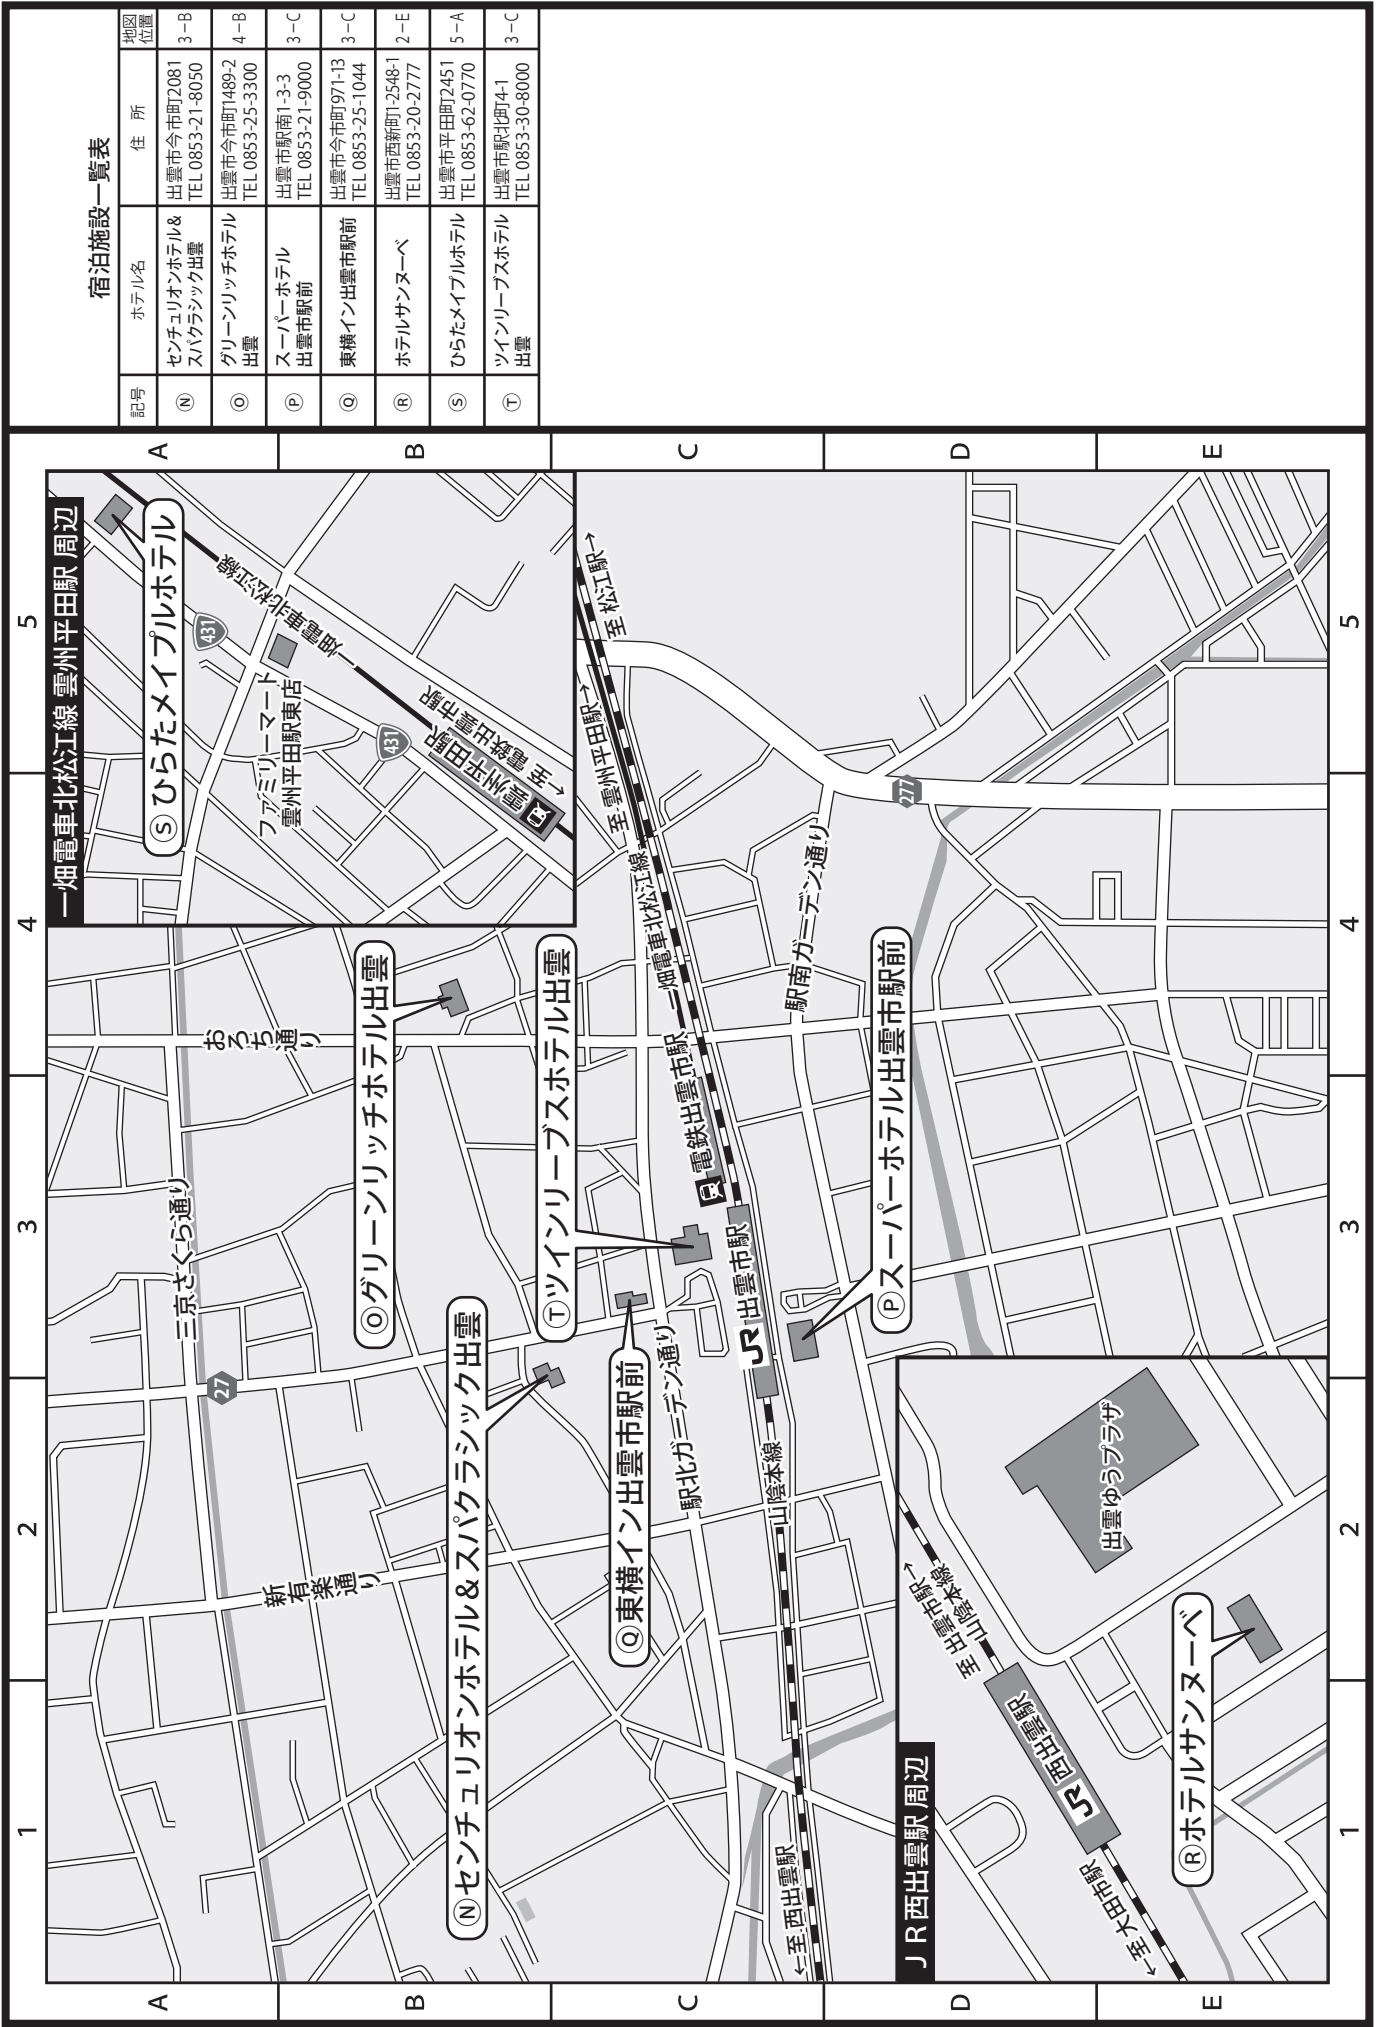 宿泊施設一覧表
記号 ホテル名 住 所 地図位置
Ⓝ センチュリオンホテル& 出雲市今市町2081 3−B
スパクラシック出雲 TEL 0853-21-8050
Ⓞ グリーンリッチホテル 出雲市今市町1489-2 4−B
出雲 TEL 0853-25-3300
Ⓟ スーパーホテル 出雲市駅南1-3-3 3−C
出雲市駅前 TEL 0853-21-9000
Ⓠ 東横イン出雲市駅前 出雲市今市町971-13 3−C
TEL 0853-25-1044
Ⓡ ホテルサンヌーベ 出雲市西新町1-2548-1 2−E
TEL 0853-20-2777
Ⓢ ひらたメイプルホテル 出雲市平田町2451 5−A
TEL 0853-62-0770
Ⓣ ツインリーブスホテル 出雲市駅北町4-1 3−C
出雲 TEL 0853-30-8000
1 2 3 4 5
A
B
C
D
E
A
B
C
D
E
1 2 3 4 5
一畑電車北松江線 雲州平田駅 周辺
Ⓢひらたメイプルホテル
431
一畑電車北松江線
ファミリーマート
雲州平田駅東店
431
雲州平田駅
←至 電鉄出雲市駅
おろち通り
三京さくら通り
27
新有楽通り
Ⓞグリーンリッチホテル出雲
Ⓝセンチュリオンホテル&スパクラシック出雲
Ⓣツインリーブスホテル出雲
Ⓠ東横イン出雲市駅前
至 松江駅→
至 雲州平田駅→
一畑電車北松江線
電鉄出雲市駅
駅北ガーデン通り
JR 出雲市駅
山陰本線
←至 西出雲駅
駅南ガーデン通り
277
Ⓟスーパーホテル出雲市駅前
JR西出雲駅 周辺
至 出雲市駅→
山陰本線
JR 西出雲駅
←至 大田市駅
出雲ゆうプラザ
Ⓡホテルサンヌーベ